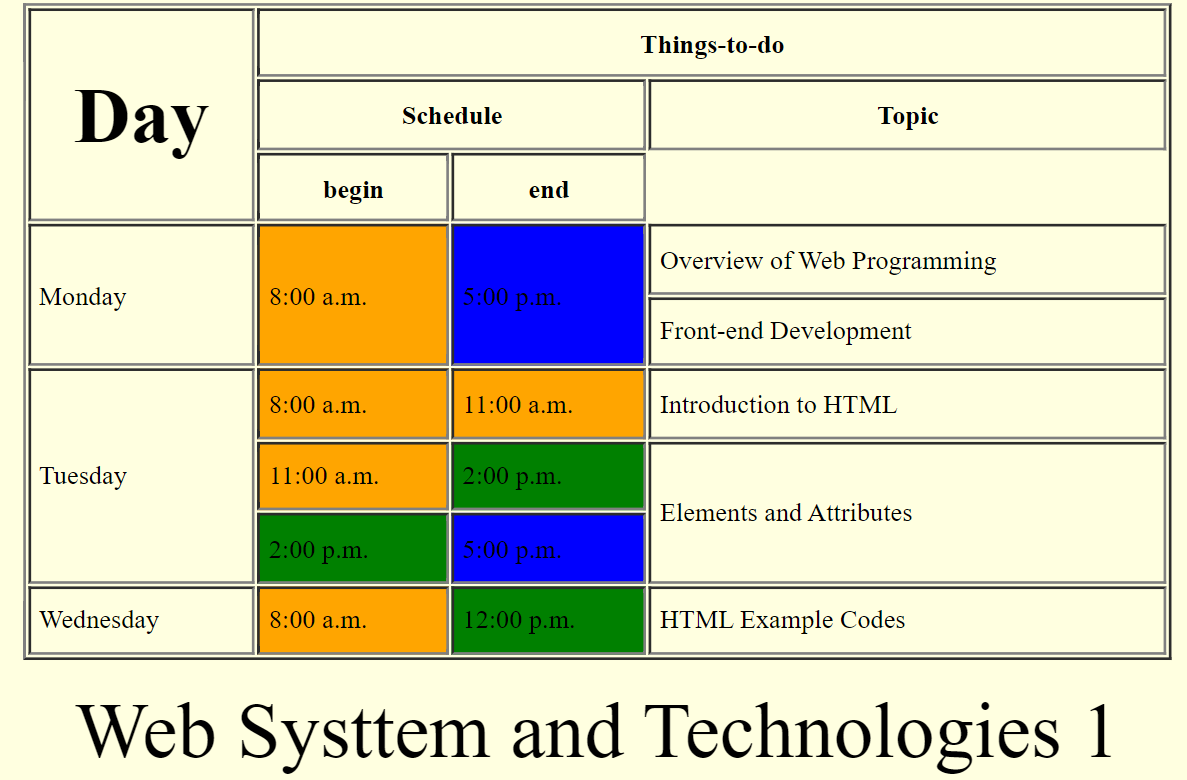 Day
Things-to-do
Schedule
Topic
begin
end
Monday
8:00 a.m.
5:00 p.m.
Overview of Web Programming
Front-end Development
Tuesday
8:00 a.m.
11:00 a.m.
Introduction to HTML
11:00 a.m.
2:00 p.m.
Elements and Attributes
2:00 p.m.
5:00 p.m.
Wednesday
8:00 a.m.
12:00 p.m.
HTML Example Codes
Web Systtem and Technologies 1